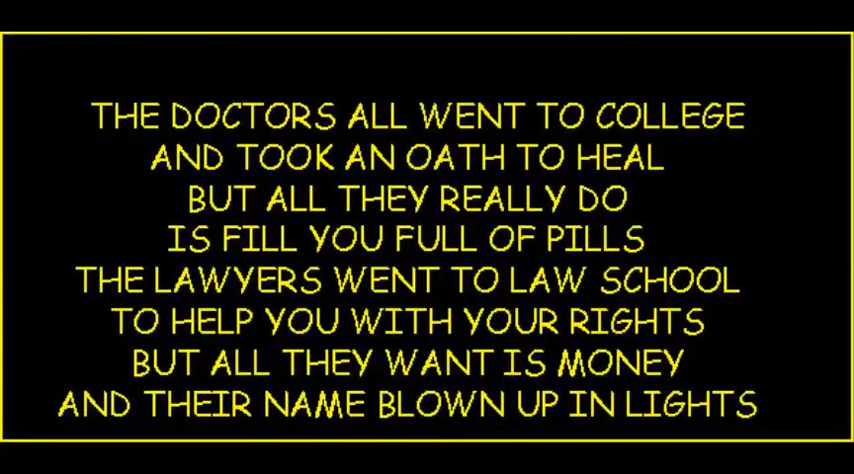 THE DOCTORS ALL WENT TO COLLEGE
AND TOOK AN OATH TO HEAL
BUT ALL THEY REALLY DO
IS FILL YOU FULL OF PILLS
THE LAWYERS WENT TO LAW SCHOOL
TO HELP YOU WITH YOUR RIGHTS
BUT ALL THEY WANT IS MONEY
AND THEIR NAME BLOWN UP IN LIGHTS